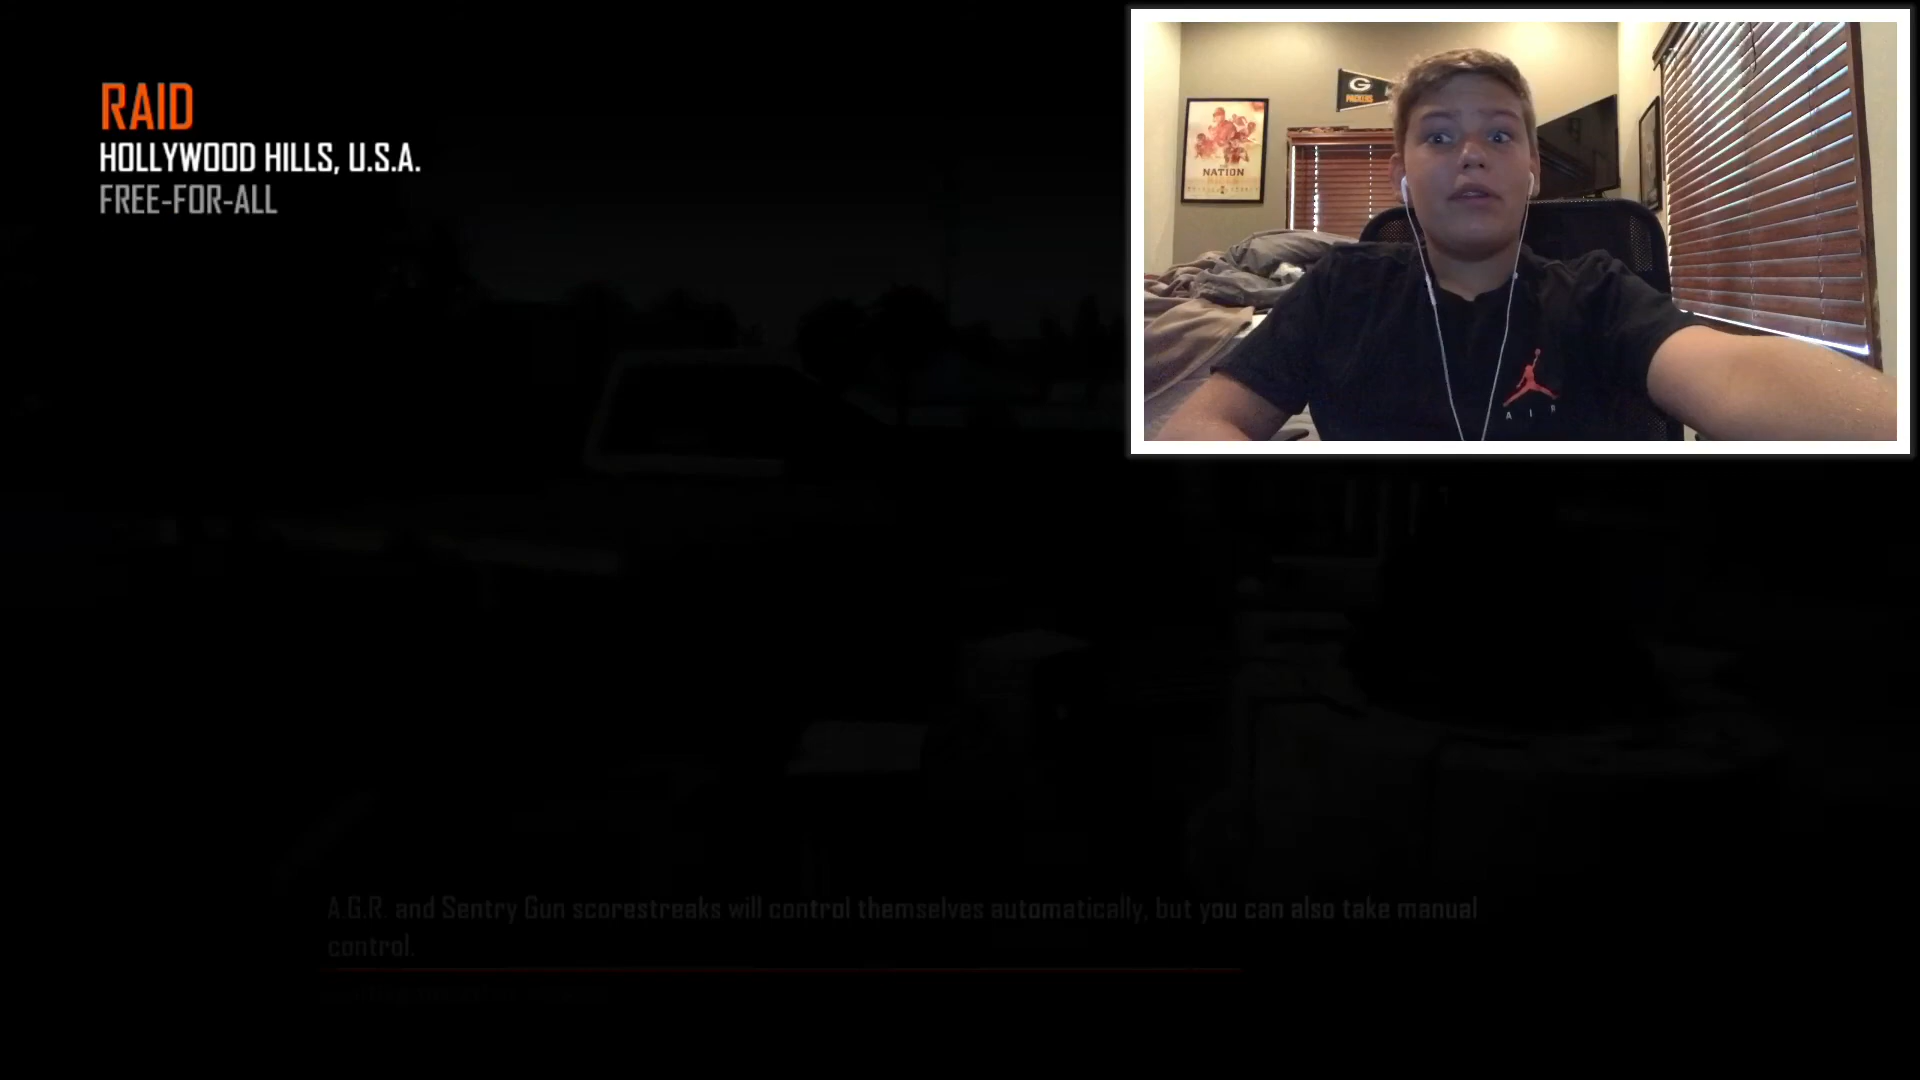 RAID
HOLLYWOOD HILLS, U.S.A.
FREE-FOR-ALL
G
PACKERS
NATION
AIR
A.G.R. and Sentry Gun scorestreaks will control themselves automatically, but you can also take manual
control.